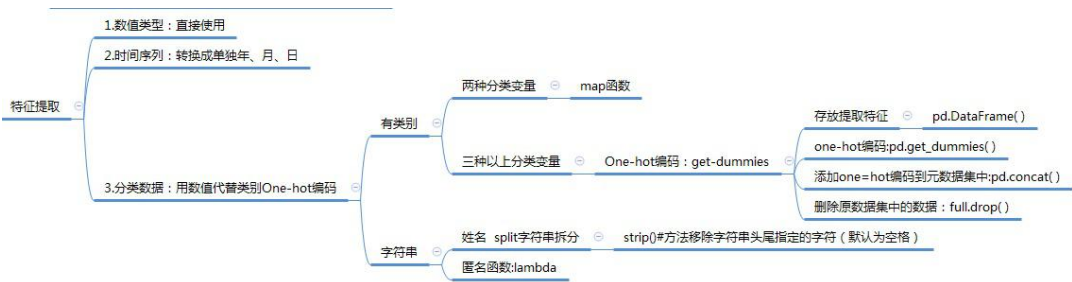 特征提取
1.数值类型：直接使用
2.时间序列：转换成单独年、月、日
3.分类数据：用数值代替类别One-hot编码
有类别
两种分类变量
map函数
三种以上分类变量
One-hot编码：get-dummies
存放提取特征
pd.DataFrame( )
one-hot编码:pd.get_dummies( )
添加one=hot编码到元数据集中:pd.concat( )
删除原数据集中的数据：full.drop( )
字符串
姓名  split字符串拆分
strip()#方法移除字符串头尾指定的字符（默认为空格）
匿名函数:lambda